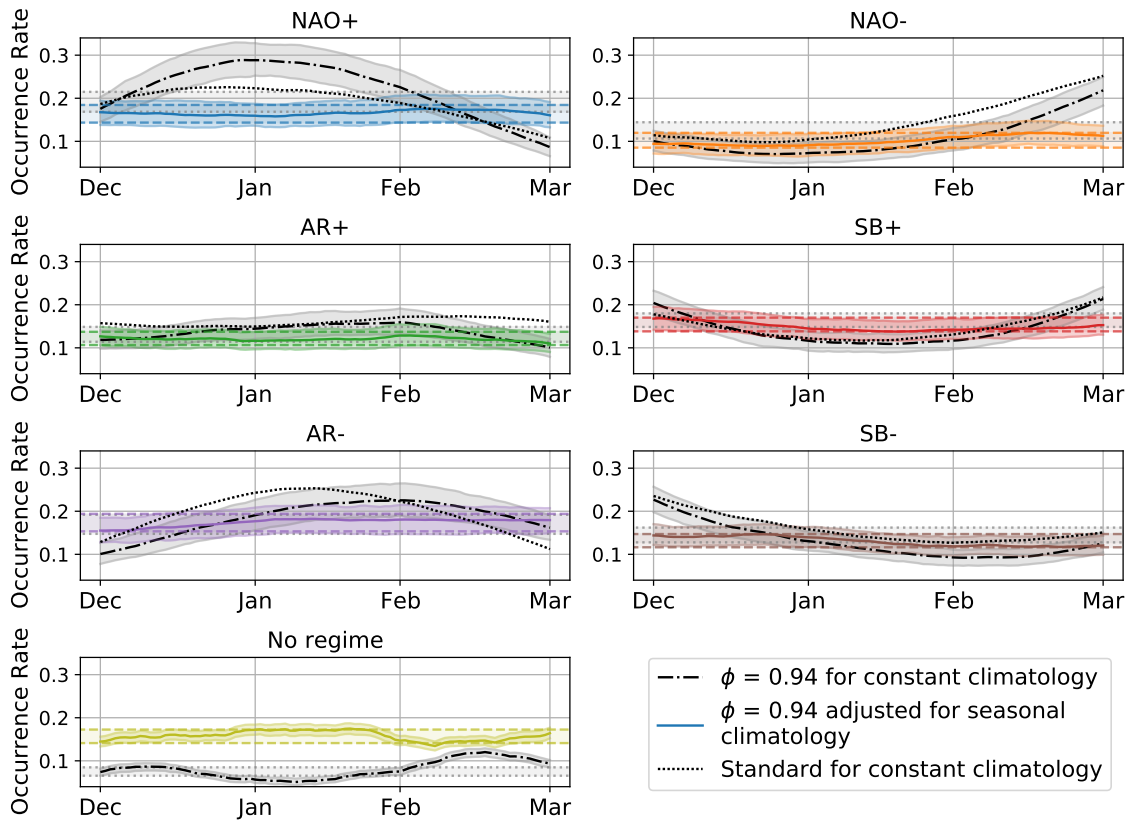 NAO+
NAO-
Occurrence Rate
0.3
0.2
0.1
Dec Jan Feb Mar
0.3
0.2
0.1
Dec Jan Feb Mar
AR+
SB+
Occurrence Rate
0.3
0.2
0.1
Dec Jan Feb Mar
0.3
0.2
0.1
Dec Jan Feb Mar
AR-
SB-
Occurrence Rate
0.3
0.2
0.1
Dec Jan Feb Mar
0.3
0.2
0.1
Dec Jan Feb Mar
No regime
Occurrence Rate
0.3
0.2
0.1
Dec Jan Feb Mar
ϕ = 0.94 for constant climatology
ϕ = 0.94 adjusted for seasonal
climatology
Standard for constant climatology